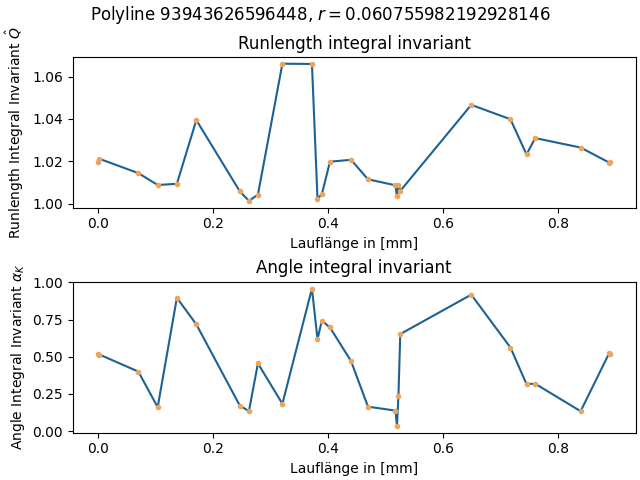 Polyline 93943626596448, r = 0.060755982192928146
Runlength integral invariant
Runlength Integral Invariant Q̂
1.06
1.04
1.02
1.00
0.0 0.2 0.4 0.6 0.8
Lauflänge in [mm]
Angle integral invariant
Angle Integral Invariant αK
1.00
0.75
0.50
0.25
0.00
0.0 0.2 0.4 0.6 0.8
Lauflänge in [mm]